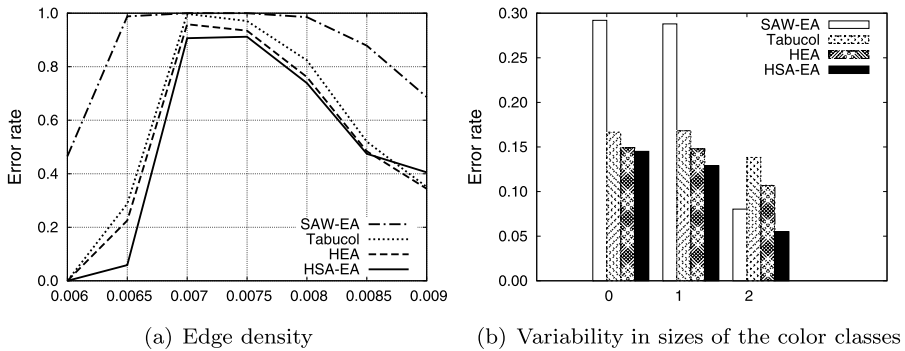 Error rate
1.0
0.8
0.6
0.4
0.2
0.0
0.006 0.0065 0.007 0.0075 0.008 0.0085 0.009
SAW-EA
Tabucol
HEA
HSA-EA
(a) Edge density
Error rate
0.30
0.25
0.20
0.15
0.10
0.05
0.00
0 1 2
SAW-EA
Tabucol
HEA
HSA-EA
(b) Variability in sizes of the color classes